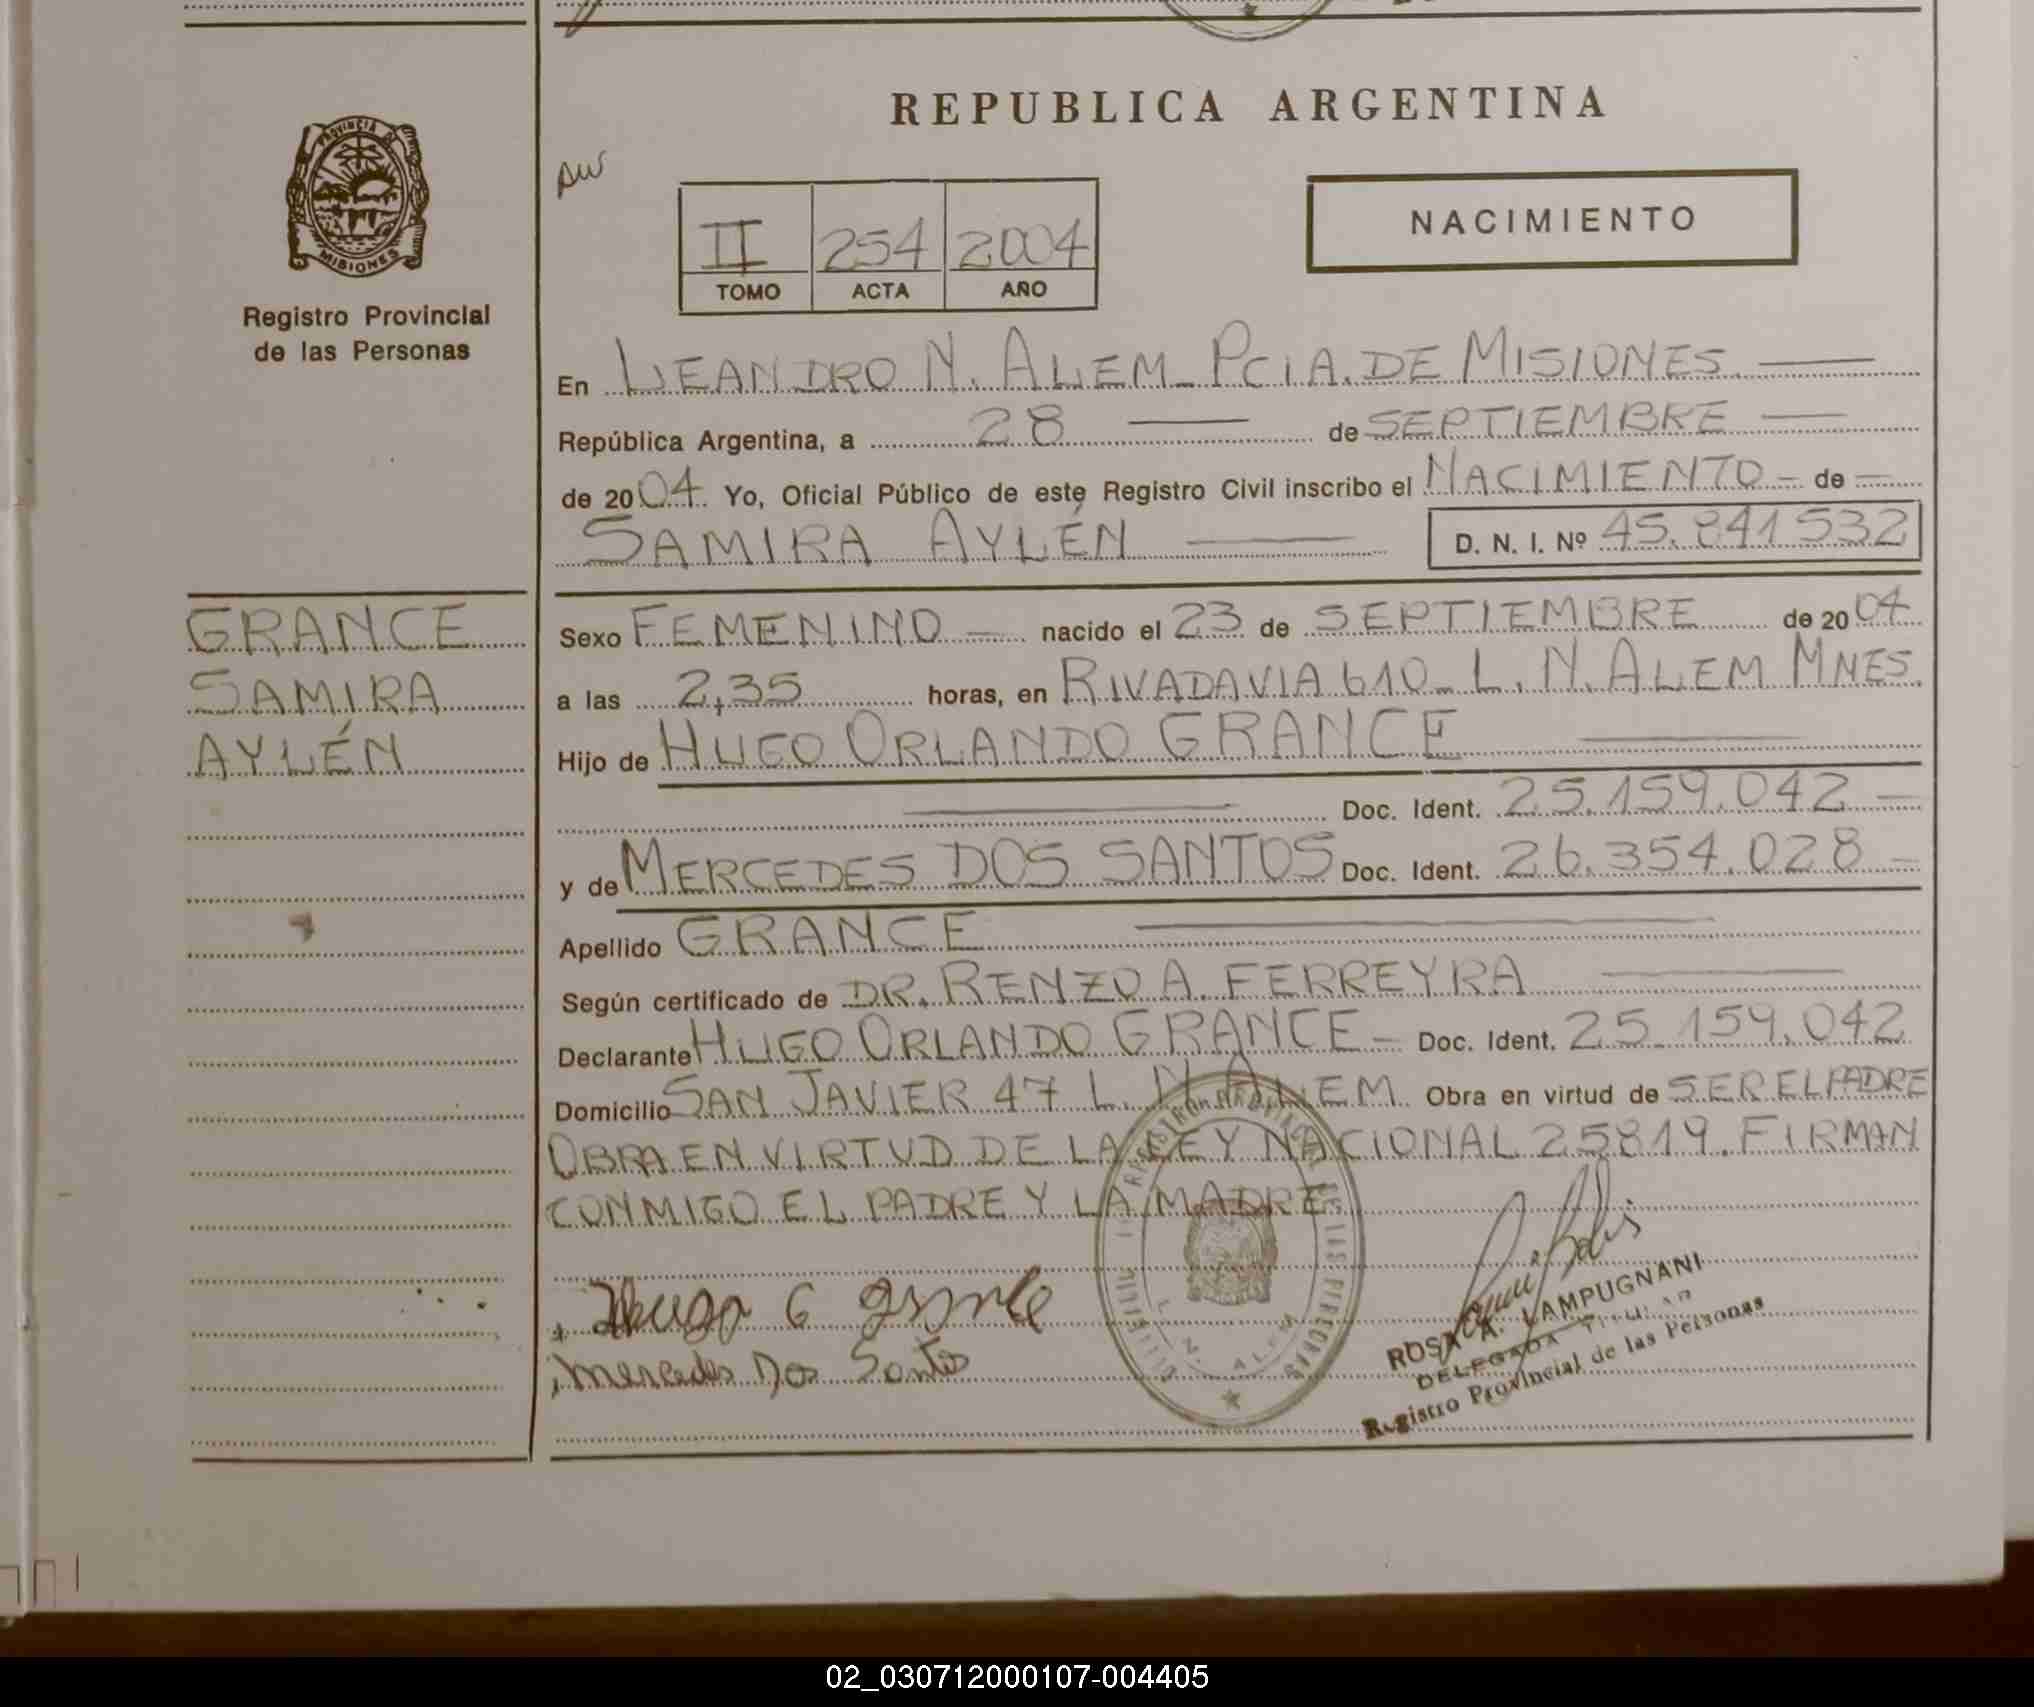 REPUBLICA ARGENTINA
PROVINCIA DE
MISIONES
Registro Provincial
de las Personas
II 254 2004
TOMO ACTA AÑO
NACIMIENTO
En LEANDRO N. ALEM - PCIA. DE MISIONES.
República Argentina, a 28 de SEPTIEMBRE
de 2004. Yo, Oficial Público de este Registro Civil inscribo el NACIMIENTO - de
SAMIRA AYLÉN D. N. I. Nº 45.841532
GRANCE
SAMIRA
AYLÉN
Sexo FEMENINO nacido el 23 de SEPTIEMBRE de 2004
a las 2,35 horas, en RIVADAVIA 610 - L. N. ALEM MNES.
Hijo de HUGO ORLANDO GRANCE
Doc. Ident. 25.159.042
y de MERCEDES DOS SANTOS Doc. Ident. 26.354.028
Apellido GRANCE
Según certificado de DR. RENZO A. FERREYRA
Declarante HUGO ORLANDO GRANCE - Doc. Ident. 25.159.042
Domicilio SAN JAVIER 47 L. N. ALEM Obra en virtud de SER EL PADRE
OBRA EN VIRTUD DE LA LEY NACIONAL 25819. FIRMAN
CONMIGO EL PADRE Y LA MADRE
Hugo G
Mercedes Dos Santos
L. N. ALEM
ROSA A. LAMPUGNANI
DELEGADA TITULAR
Registro Provincial de las Personas
02_030712000107-004405